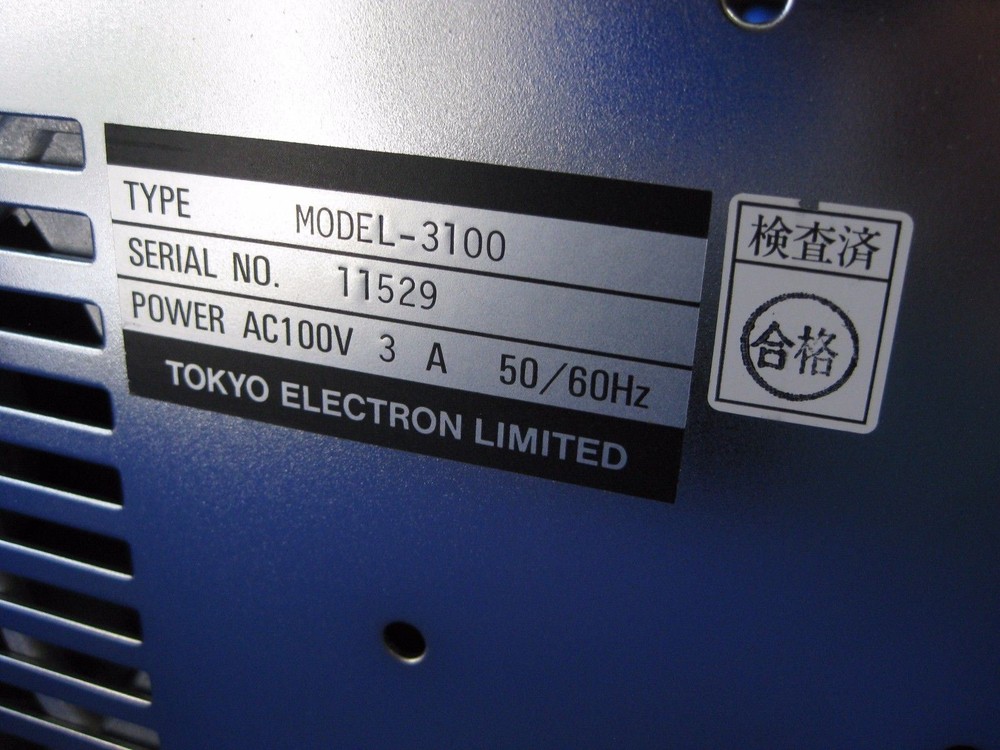 TYPE MODEL-3100
SERIAL NO. 11529
POWER AC100V 3 A 50/60Hz
TOKYO ELECTRON LIMITED
検査済
合格